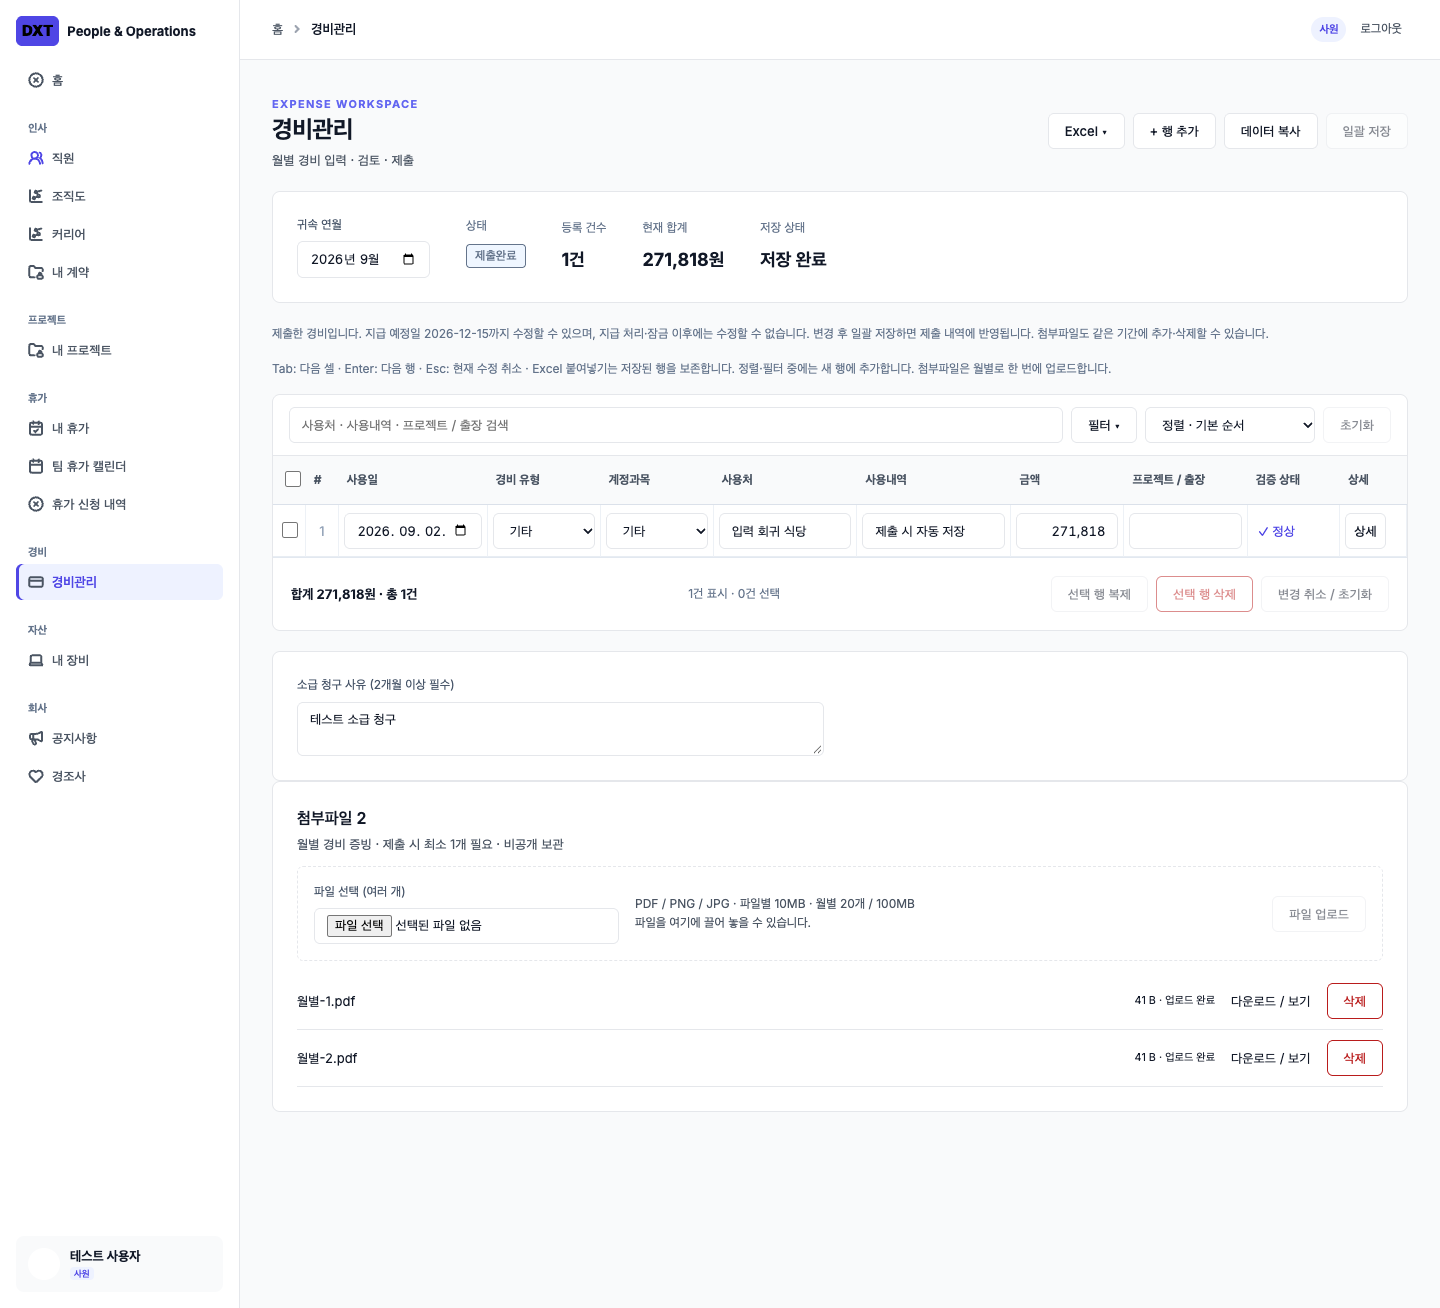 DXT People & Operations
홈
인사
직원
조직도
커리어
내 계약
프로젝트
내 프로젝트
휴가
내 휴가
팀 휴가 캘린더
휴가 신청 내역
경비
경비관리
자산
내 장비
회사
공지사항
경조사
테스트 사용자
사원
홈 > 경비관리
사원 로그아웃
EXPENSE WORKSPACE
경비관리
월별 경비 입력 · 검토 · 제출
Excel ▾ + 행 추가 데이터 복사 일괄 저장
귀속 연월 상태 등록 건수 현재 합계 저장 상태
2026년 9월 제출완료 1건 271,818원 저장 완료
제출한 경비입니다. 지급 예정일 2026-12-15까지 수정할 수 있으며, 지급 처리·잠금 이후에는 수정할 수 없습니다. 변경 후 일괄 저장하면 제출 내역에 반영됩니다. 첨부파일도 같은 기간에 추가·삭제할 수 있습니다.
Tab: 다음 셀 · Enter: 다음 행 · Esc: 현재 수정 취소 · Excel 붙여넣기는 저장된 행을 보존합니다. 정렬·필터 중에는 새 행에 추가합니다. 첨부파일은 월별로 한 번에 업로드합니다.
사용처 · 사용내역 · 프로젝트 / 출장 검색 필터 ▾ 정렬 · 기본 순서 초기화
# 사용일 경비 유형 계정과목 사용처 사용내역 금액 프로젝트 / 출장 검증 상태 상세
1 2026. 09. 02. 기타 기타 입력 회귀 식당 제출 시 자동 저장 271,818 ✓ 정상 상세
합계 271,818원 · 총 1건 1건 표시 · 0건 선택 선택 행 복제 선택 행 삭제 변경 취소 / 초기화
소급 청구 사유 (2개월 이상 필수)
테스트 소급 청구
첨부파일 2
월별 경비 증빙 · 제출 시 최소 1개 필요 · 비공개 보관
파일 선택 (여러 개)
파일 선택 선택된 파일 없음
PDF / PNG / JPG · 파일별 10MB · 월별 20개 / 100MB
파일을 여기에 끌어 놓을 수 있습니다.
파일 업로드
월별-1.pdf 41 B · 업로드 완료 다운로드 / 보기 삭제
월별-2.pdf 41 B · 업로드 완료 다운로드 / 보기 삭제